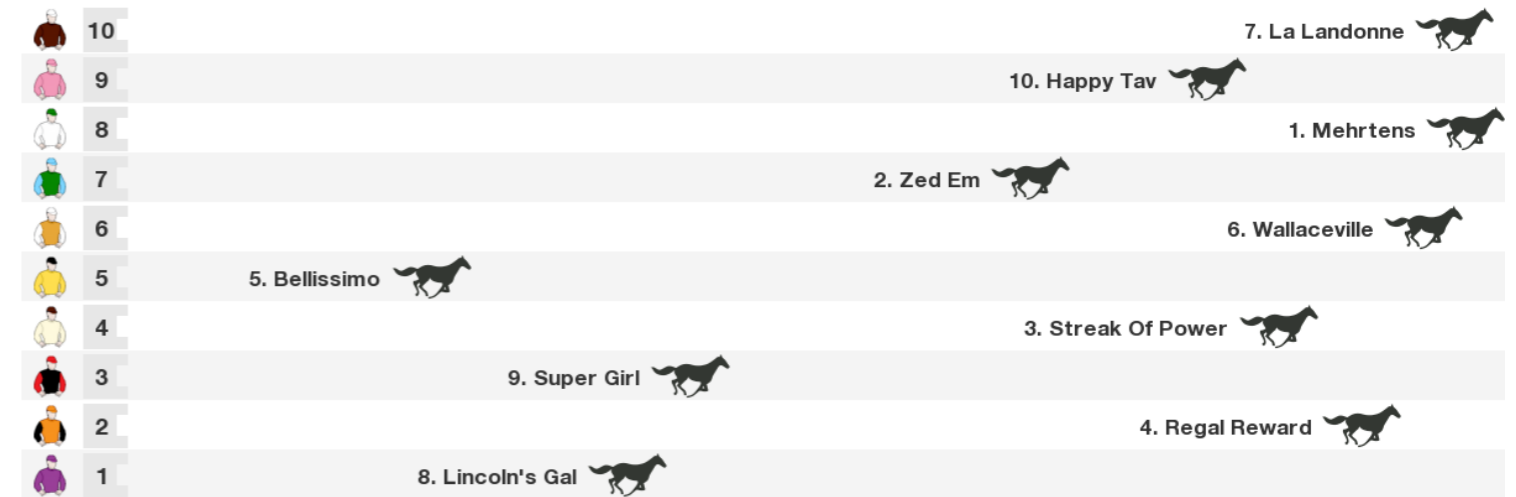 10 7. La Landonne
9 10. Happy Tav
8 1. Mehrtens
7 2. Zed Em
6 6. Wallaceville
5 5. Bellissimo
4 3. Streak Of Power
3 9. Super Girl
2 4. Regal Reward
1 8. Lincoln's Gal